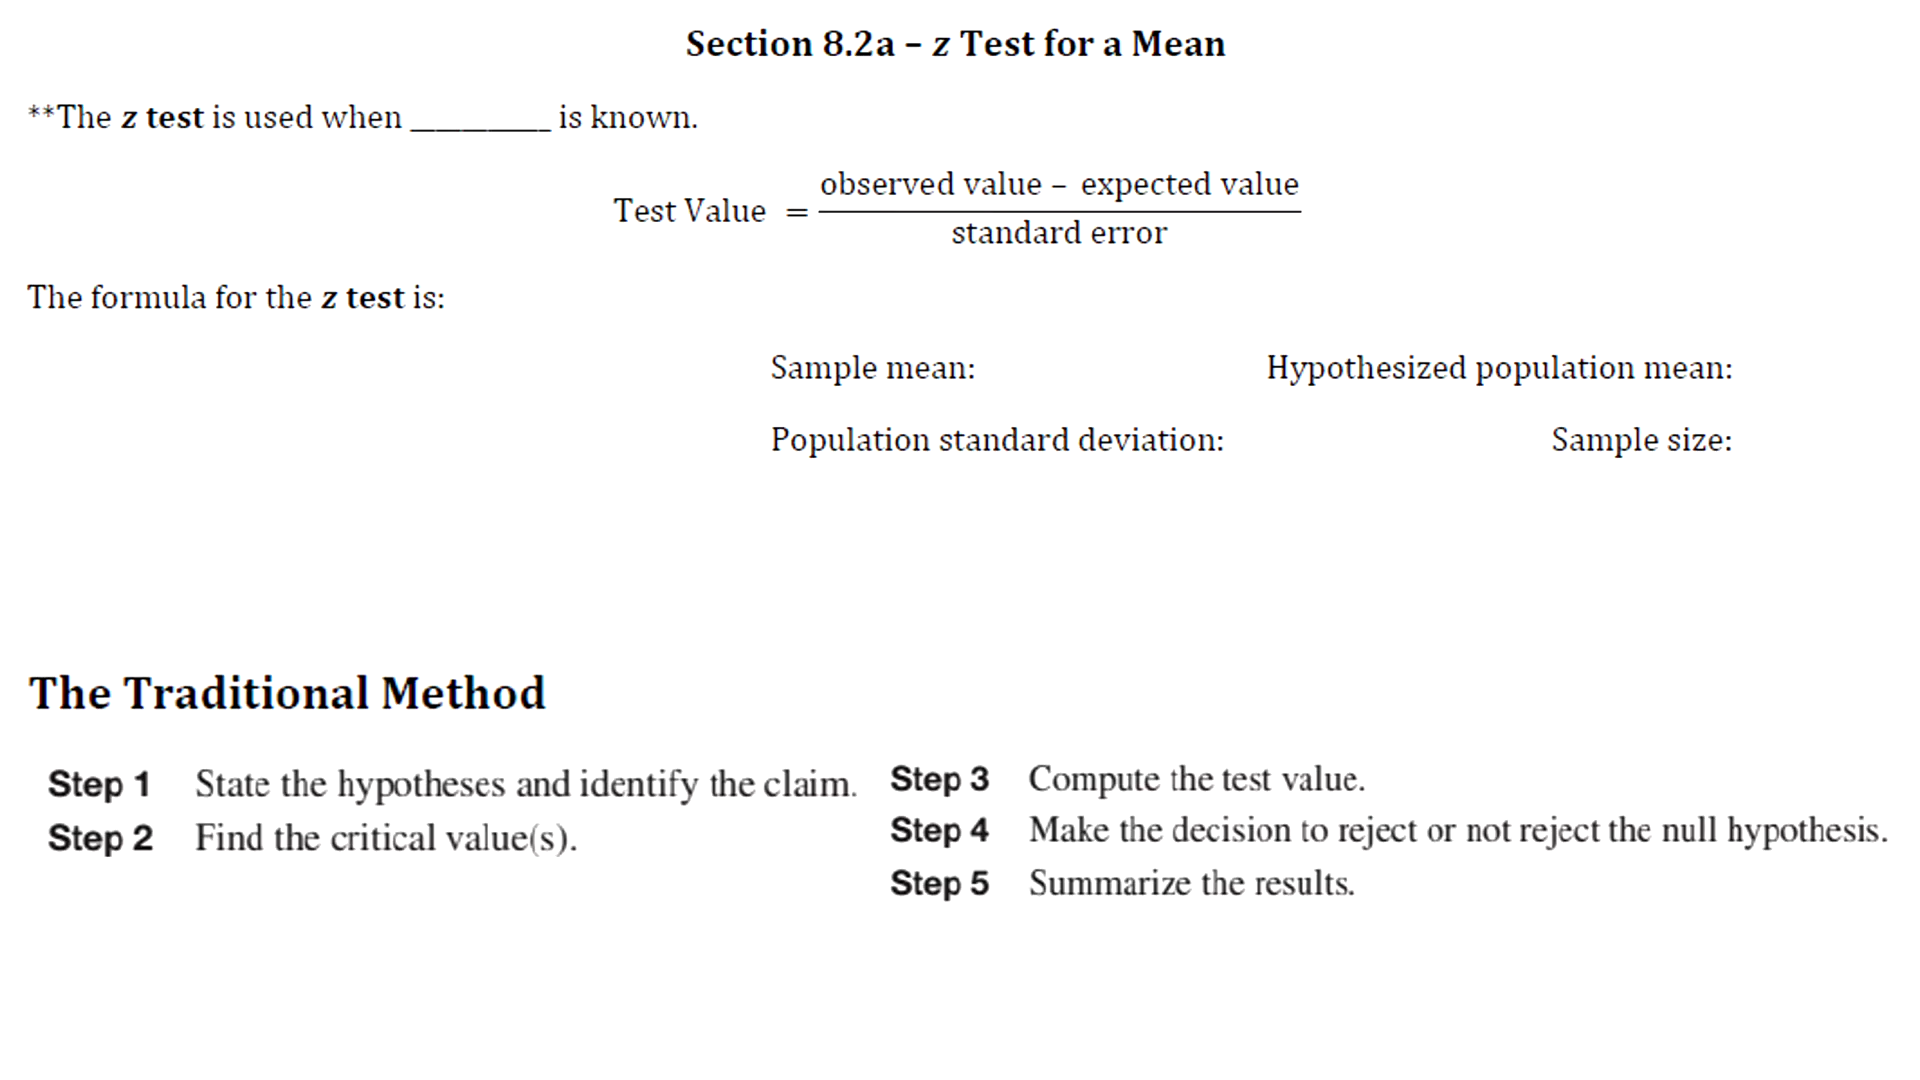 Section 8.2a – z Test for a Mean
**The z test is used when _________ is known.
Test Value = observed value – expected value
standard error
The formula for the z test is:
Sample mean: Hypothesized population mean:
Population standard deviation: Sample size:
The Traditional Method
Step 1 State the hypotheses and identify the claim.
Step 2 Find the critical value(s).
Step 3 Compute the test value.
Step 4 Make the decision to reject or not reject the null hypothesis.
Step 5 Summarize the results.